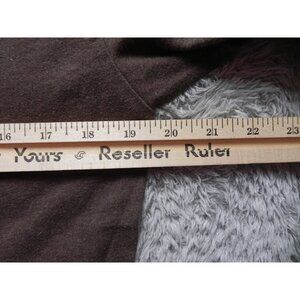 16 17 18 19 20 21 22 23
Yours @ Reseller Ruler